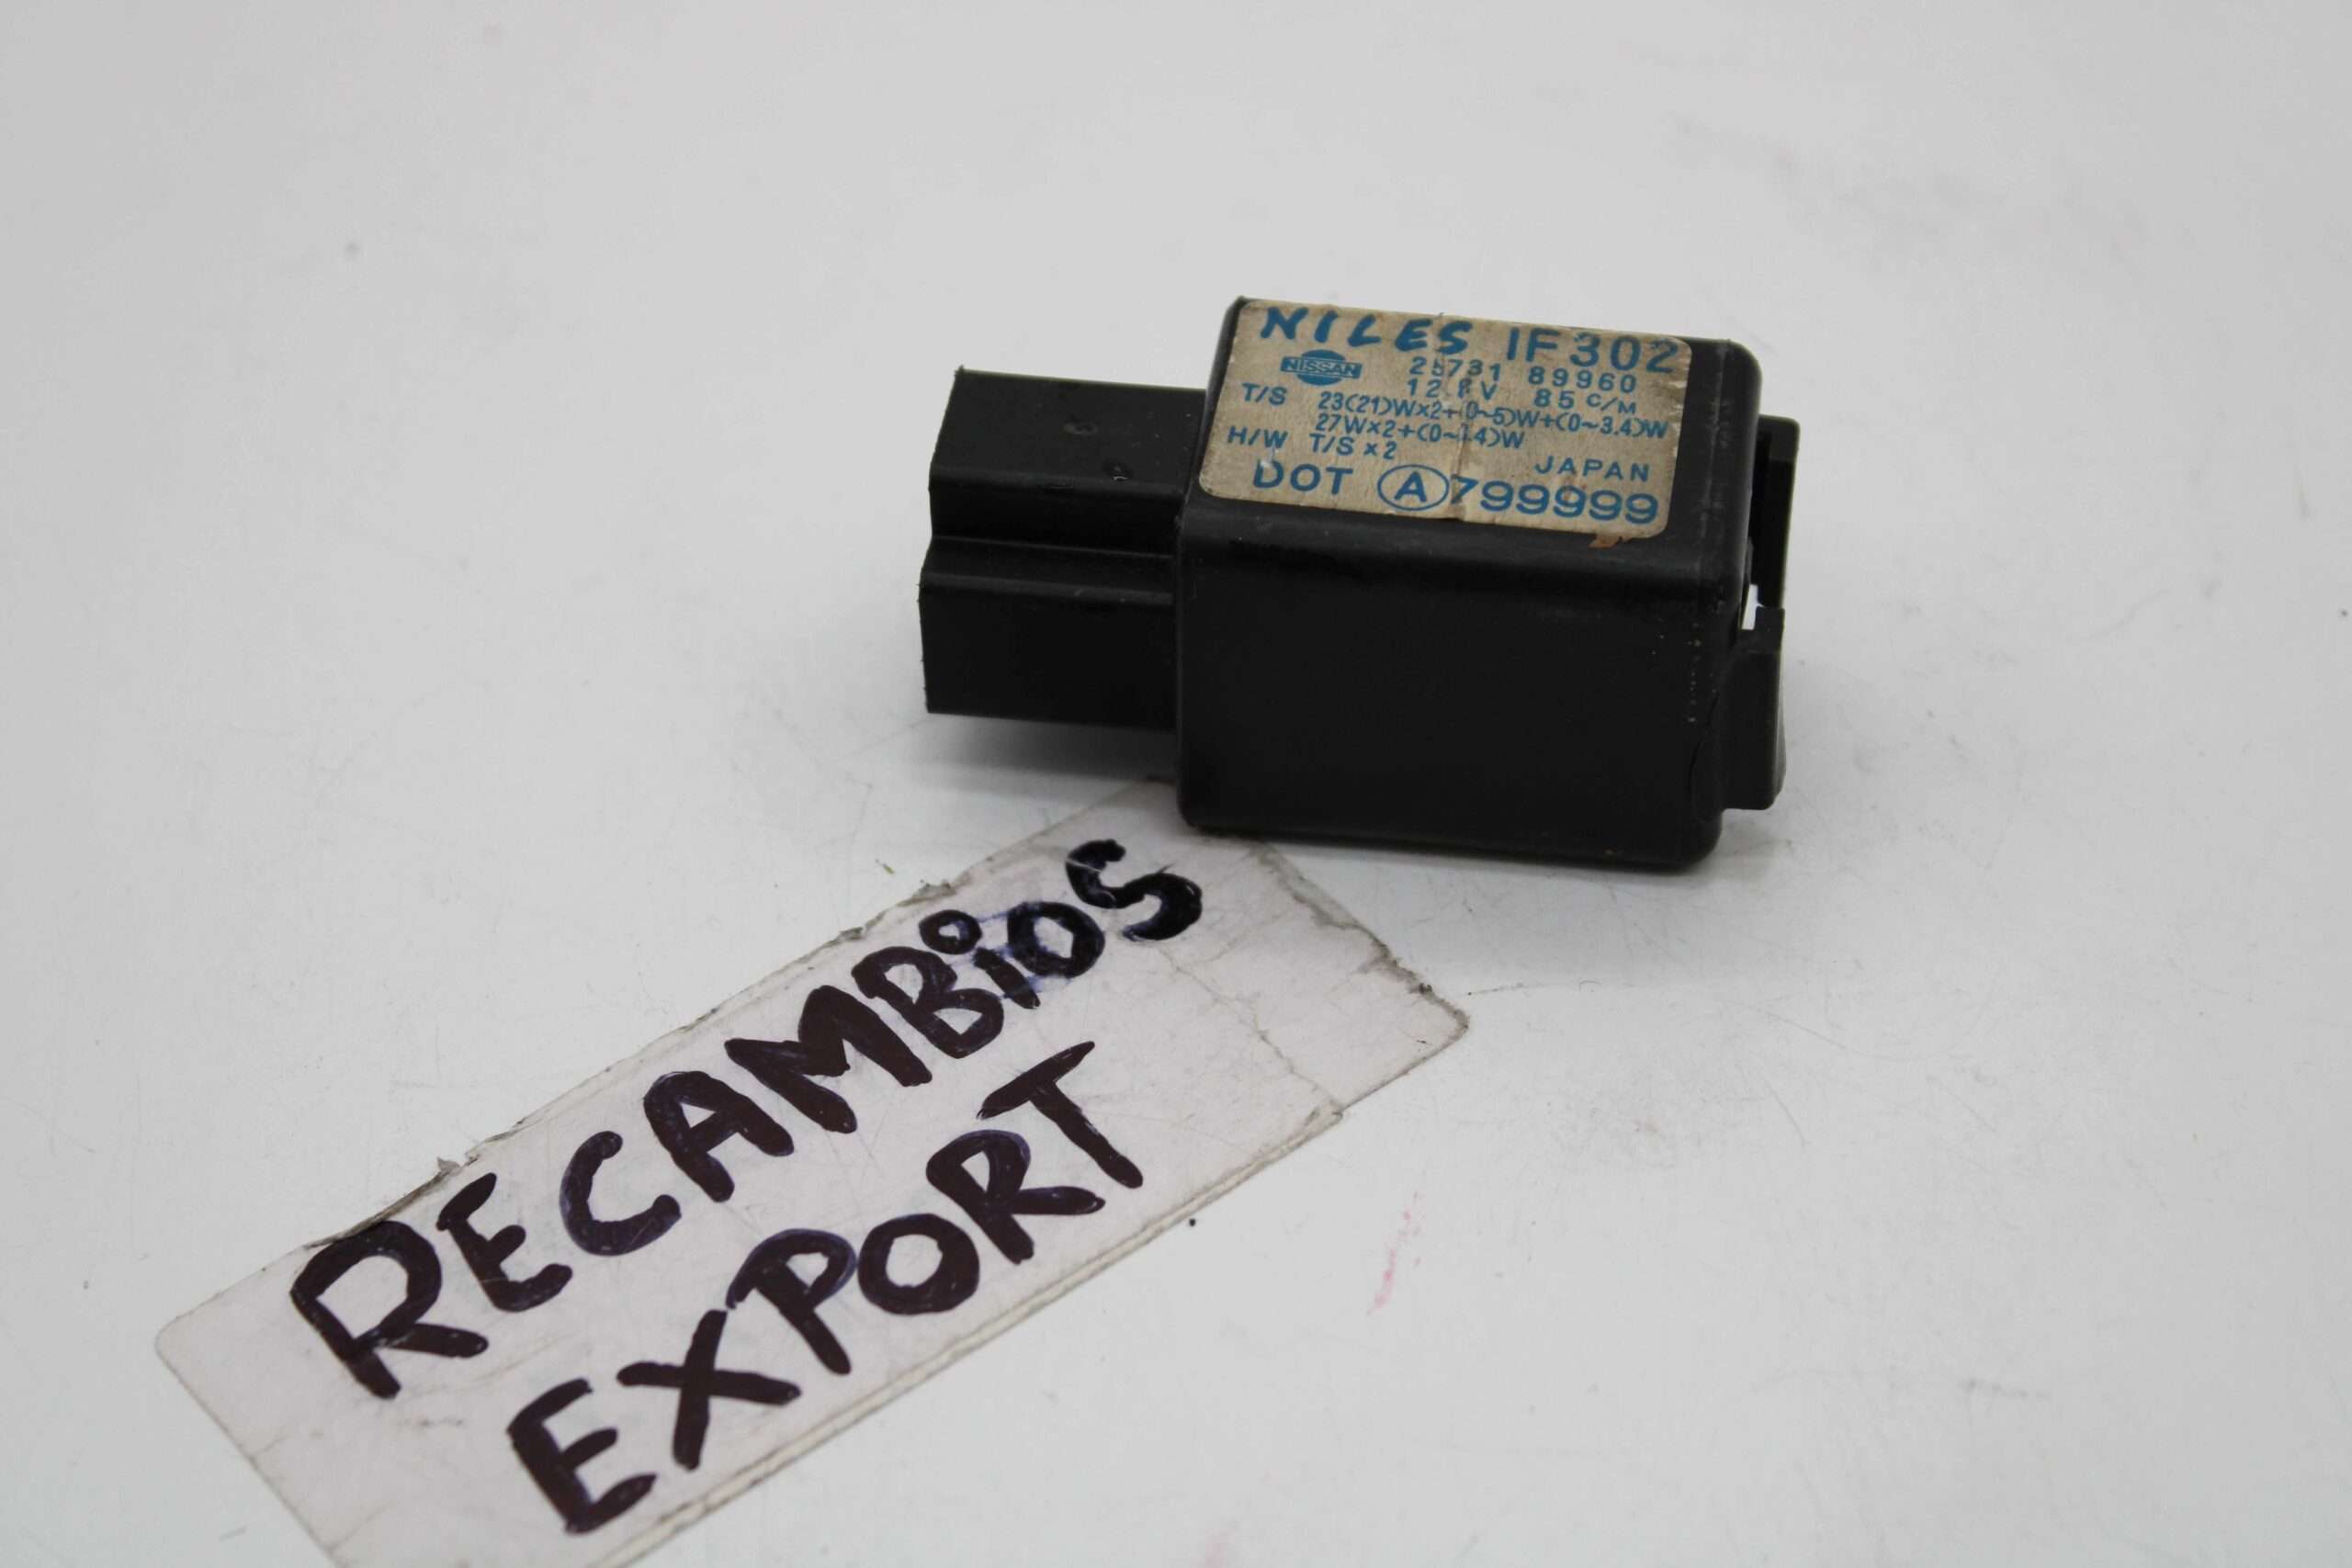 NILES IF302
NISSAN 25731 89960
12.8V 85 C/M
T/S 23(21)W×2+(0~5)W+(0~3.4)W
27W×2+(0~3.4)W
H/W T/S×2
JAPAN
DOT A 799999
RECAMBiOS
EXPORT